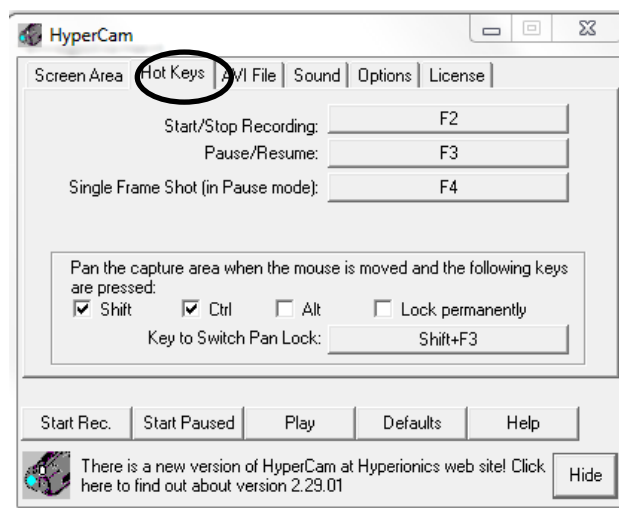 HyperCam
Screen Area Hot Keys AVI File Sound Options License
Start/Stop Recording: F2
Pause/Resume: F3
Single Frame Shot (in Pause mode): F4
Pan the capture area when the mouse is moved and the following keys
are pressed:
Shift Ctrl Alt Lock permanently
Key to Switch Pan Lock: Shift+F3
Start Rec. Start Paused Play Defaults Help
There is a new version of HyperCam at Hyperionics web site! Click
here to find out about version 2.29.01
Hide